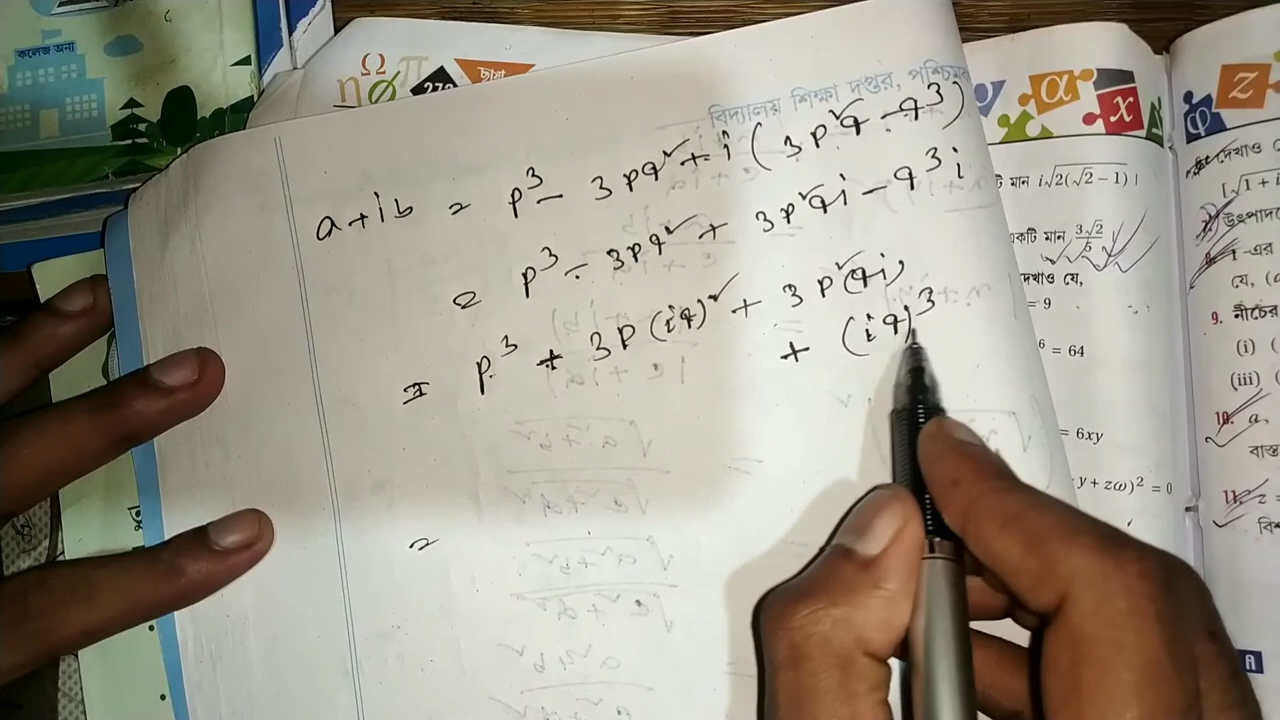 কলেজ অন্য
Ω
n ø π
ছায়া
বিদ্যালয় শিক্ষা দপ্তর,
a+ib = p³ - 3pq² + i (3p²q - q³)
= p³ - 3pq² + 3p²qi - q³i
= p³ + 3p(iq)² + 3p²(qi)
+ (iq)³
=
α x
মান i√2(√2 − 1) |
একটি মান 3√2/5
দেখাও যে,
= 9
6 = 64
= 6xy
y + zω)² = 0
φ z
দেখাও
[√1 + i
উৎপাদ
i -এর
যে, (
9. নীচের
(i) (
(iii) (
10. a,
বাস্ত
11. z =
A